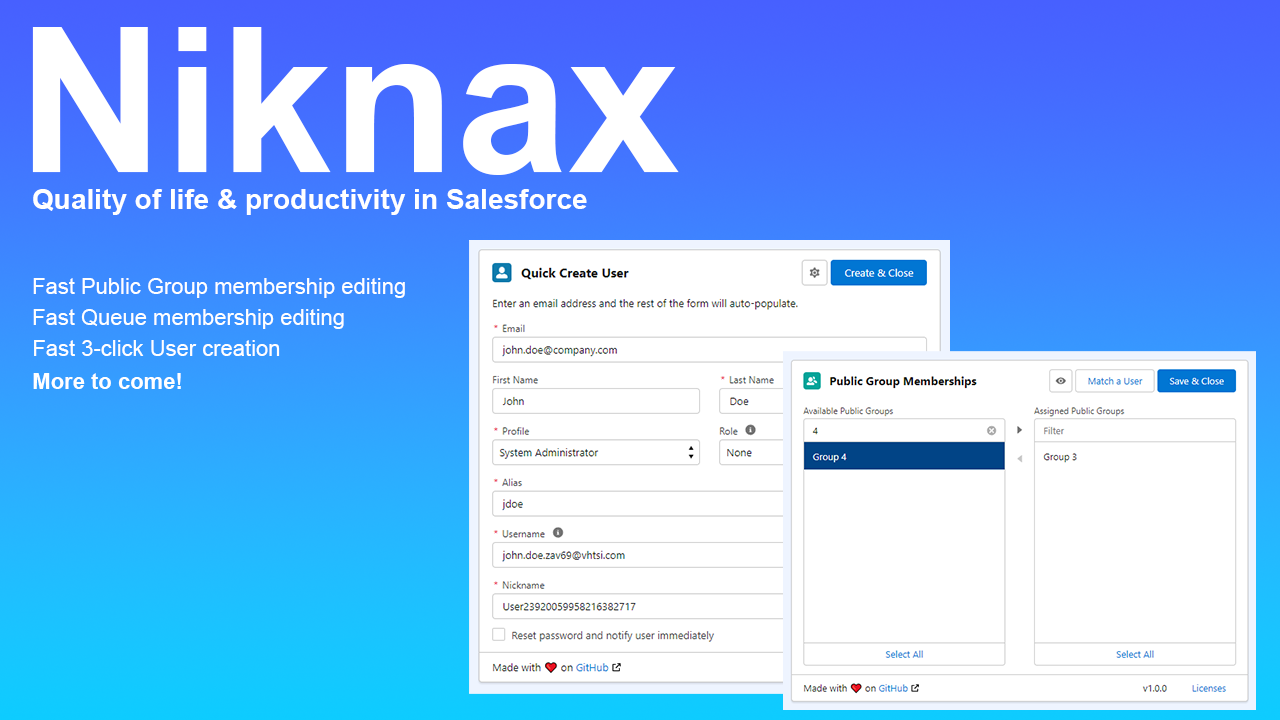 Niknax
Quality of life & productivity in Salesforce
Fast Public Group membership editing
Fast Queue membership editing
Fast 3-click User creation
More to come!
Quick Create User
Create & Close
Enter an email address and the rest of the form will auto-populate.
* Email
john.doe@company.com
First Name
* Last Name
John
Doe
* Profile
Role
System Administrator
None
* Alias
jdoe
* Username
john.doe.zav69@vhtsi.com
* Nickname
User23920059958216382717
Reset password and notify user immediately
Made with ❤ on GitHub
Public Group Memberships
Match a User
Save & Close
Available Public Groups
Assigned Public Groups
4
Filter
Group 4
Group 3
Select All
Select All
Made with ❤ on GitHub
v1.0.0
Licenses